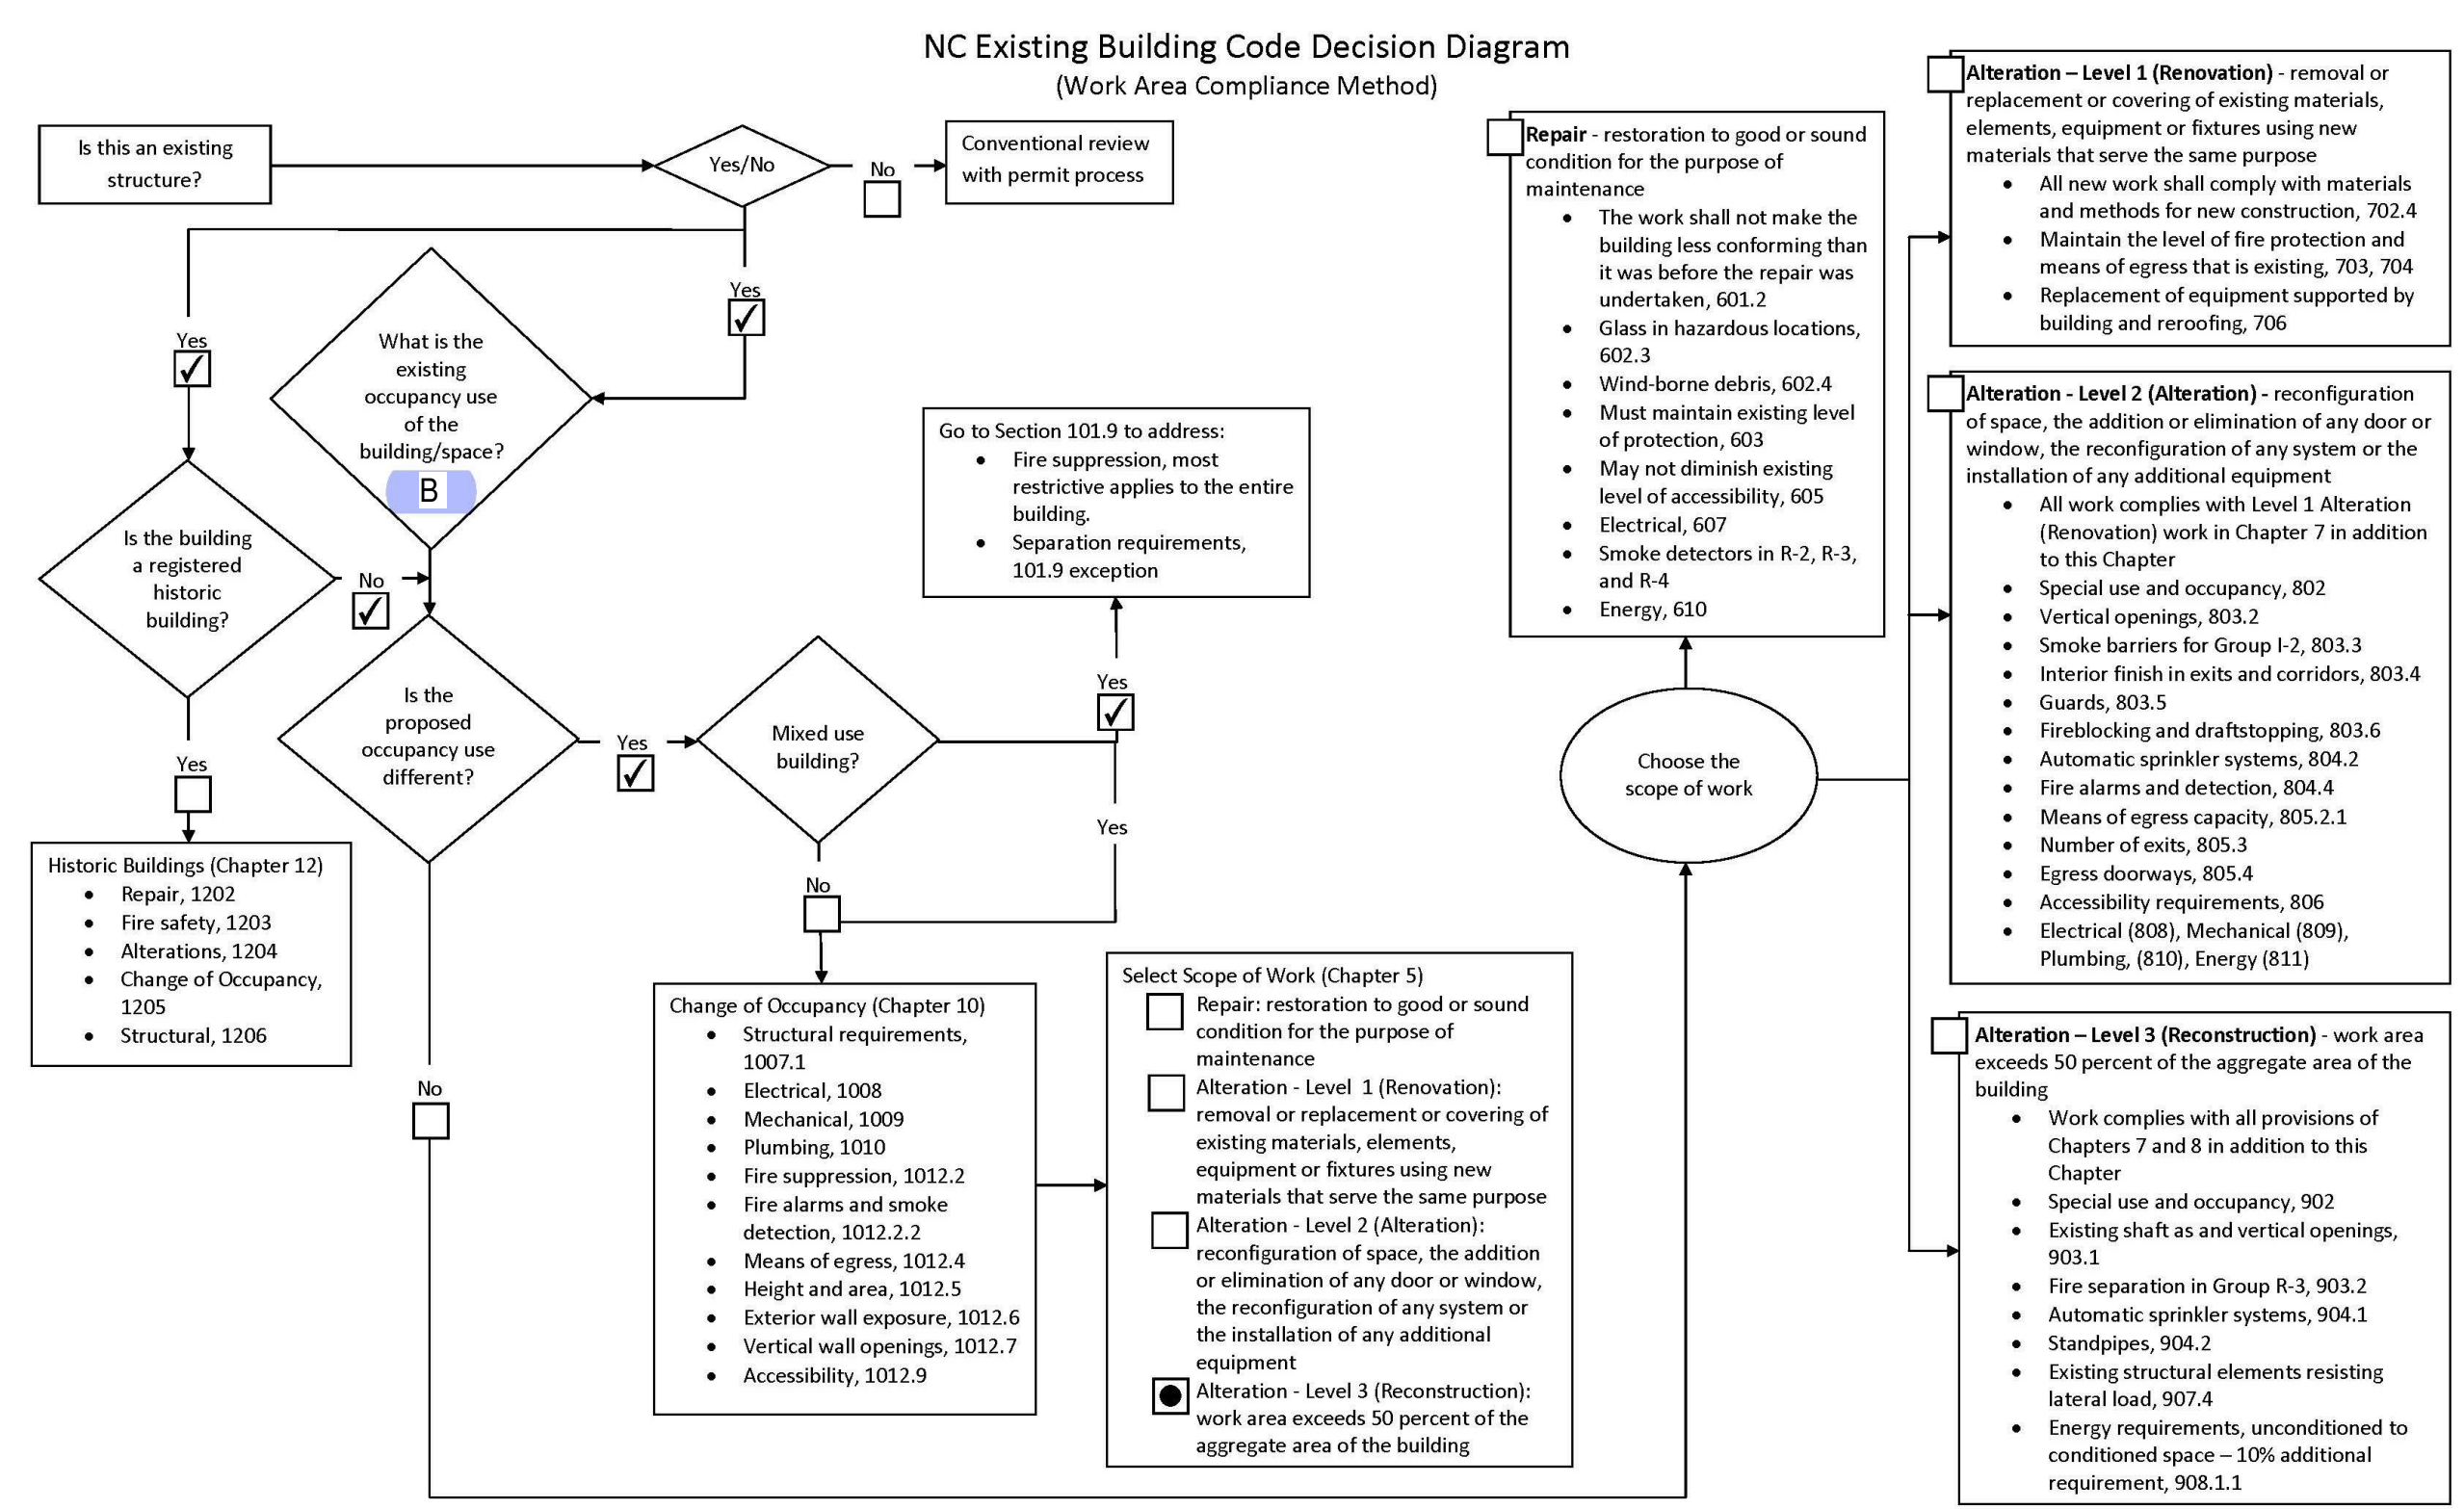 NC Existing Building Code Decision Diagram
(Work Area Compliance Method)
Is this an existing
structure?
Yes/No
No
Conventional review
with permit process
Yes
✓
Yes
✓
What is the
existing
occupancy use
of the
building/space?
B
Is the building
a registered
historic
building?
No
✓
Yes
Historic Buildings (Chapter 12)
• Repair, 1202
• Fire safety, 1203
• Alterations, 1204
• Change of Occupancy,
1205
• Structural, 1206
Is the
proposed
occupancy use
different?
Yes
✓
No
Mixed use
building?
Yes
✓
Yes
No
Go to Section 101.9 to address:
• Fire suppression, most
restrictive applies to the entire
building.
• Separation requirements,
101.9 exception
Change of Occupancy (Chapter 10)
• Structural requirements,
1007.1
• Electrical, 1008
• Mechanical, 1009
• Plumbing, 1010
• Fire suppression, 1012.2
• Fire alarms and smoke
detection, 1012.2.2
• Means of egress, 1012.4
• Height and area, 1012.5
• Exterior wall exposure, 1012.6
• Vertical wall openings, 1012.7
• Accessibility, 1012.9
Select Scope of Work (Chapter 5)
Repair: restoration to good or sound
condition for the purpose of
maintenance
Alteration - Level 1 (Renovation):
removal or replacement or covering of
existing materials, elements,
equipment or fixtures using new
materials that serve the same purpose
Alteration - Level 2 (Alteration):
reconfiguration of space, the addition
or elimination of any door or window,
the reconfiguration of any system or
the installation of any additional
equipment
Alteration - Level 3 (Reconstruction):
work area exceeds 50 percent of the
aggregate area of the building
Choose the
scope of work
Repair - restoration to good or sound
condition for the purpose of
maintenance
• The work shall not make the
building less conforming than
it was before the repair was
undertaken, 601.2
• Glass in hazardous locations,
602.3
• Wind-borne debris, 602.4
• Must maintain existing level
of protection, 603
• May not diminish existing
level of accessibility, 605
• Electrical, 607
• Smoke detectors in R-2, R-3,
and R-4
• Energy, 610
Alteration – Level 1 (Renovation) - removal or
replacement or covering of existing materials,
elements, equipment or fixtures using new
materials that serve the same purpose
• All new work shall comply with materials
and methods for new construction, 702.4
• Maintain the level of fire protection and
means of egress that is existing, 703, 704
• Replacement of equipment supported by
building and reroofing, 706
Alteration - Level 2 (Alteration) - reconfiguration
of space, the addition or elimination of any door or
window, the reconfiguration of any system or the
installation of any additional equipment
• All work complies with Level 1 Alteration
(Renovation) work in Chapter 7 in addition
to this Chapter
• Special use and occupancy, 802
• Vertical openings, 803.2
• Smoke barriers for Group I-2, 803.3
• Interior finish in exits and corridors, 803.4
• Guards, 803.5
• Fireblocking and draftstopping, 803.6
• Automatic sprinkler systems, 804.2
• Fire alarms and detection, 804.4
• Means of egress capacity, 805.2.1
• Number of exits, 805.3
• Egress doorways, 805.4
• Accessibility requirements, 806
• Electrical (808), Mechanical (809),
Plumbing, (810), Energy (811)
Alteration – Level 3 (Reconstruction) - work area
exceeds 50 percent of the aggregate area of the
building
• Work complies with all provisions of
Chapters 7 and 8 in addition to this
Chapter
• Special use and occupancy, 902
• Existing shaft as and vertical openings,
903.1
• Fire separation in Group R-3, 903.2
• Automatic sprinkler systems, 904.1
• Standpipes, 904.2
• Existing structural elements resisting
lateral load, 907.4
• Energy requirements, unconditioned to
conditioned space – 10% additional
requirement, 908.1.1